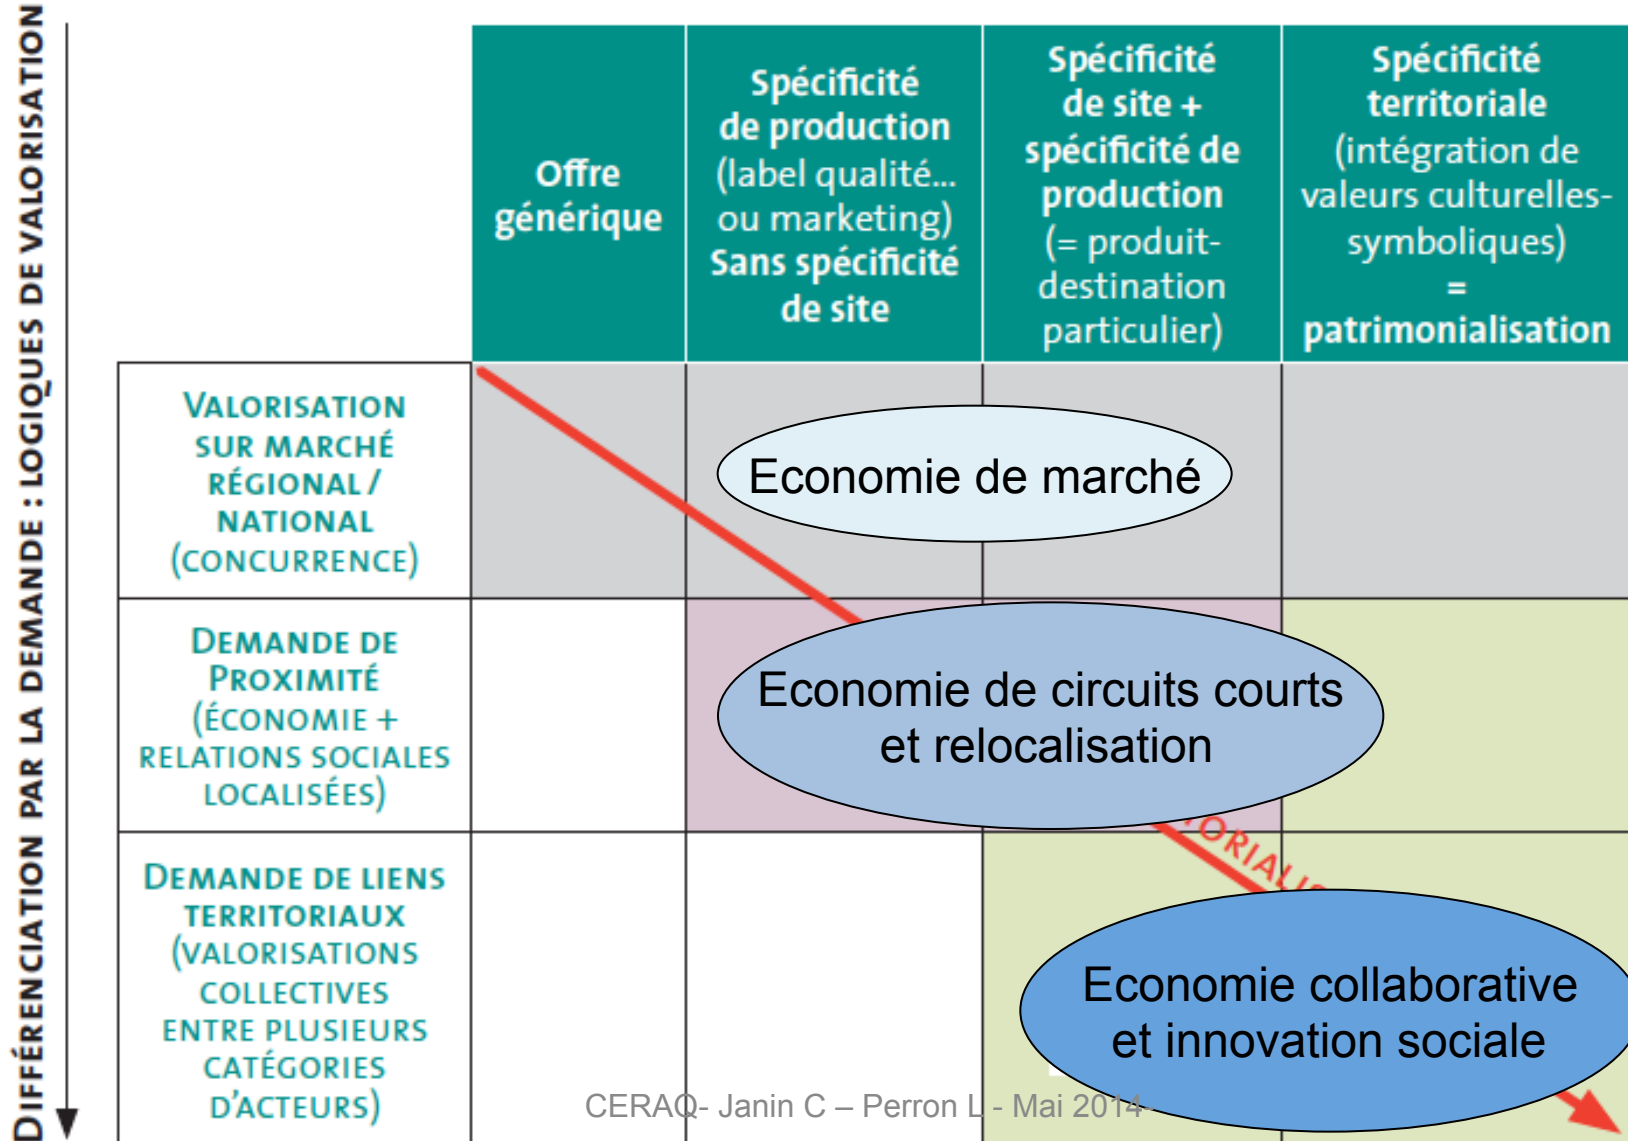 DIFFÉRENCIATION PAR LA DEMANDE : LOGIQUES DE VALORISATION
Offre
générique
Spécificité
de production
(label qualité...
ou marketing)
Sans spécificité
de site
Spécificité
de site +
spécificité de
production
(= produit-
destination
particulier)
Spécificité
territoriale
(intégration de
valeurs culturelles-
symboliques)
=
patrimonialisation
VALORISATION
SUR MARCHÉ
RÉGIONAL /
NATIONAL
(CONCURRENCE)
Economie de marché
DEMANDE DE
PROXIMITÉ
(ÉCONOMIE +
RELATIONS SOCIALES
LOCALISÉES)
Economie de circuits courts
et relocalisation
DEMANDE DE LIENS
TERRITORIAUX
(VALORISATIONS
COLLECTIVES
ENTRE PLUSIEURS
CATÉGORIES
D'ACTEURS)
Economie collaborative
et innovation sociale
CERAQ- Janin C – Perron L - Mai 2014-